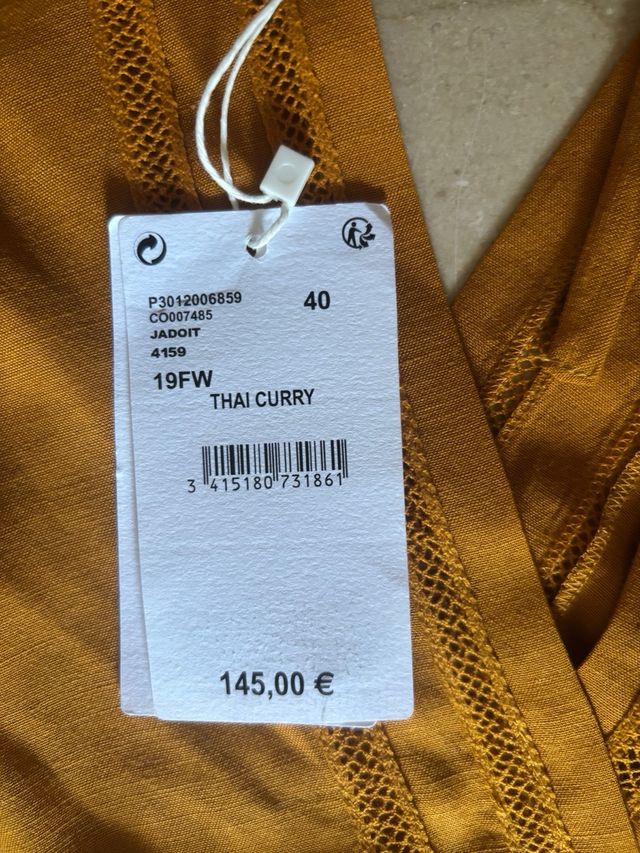 P3012006859 40
CO007485
JADOIT
4159
19FW
THAI CURRY
3 415180 731861
145,00 €